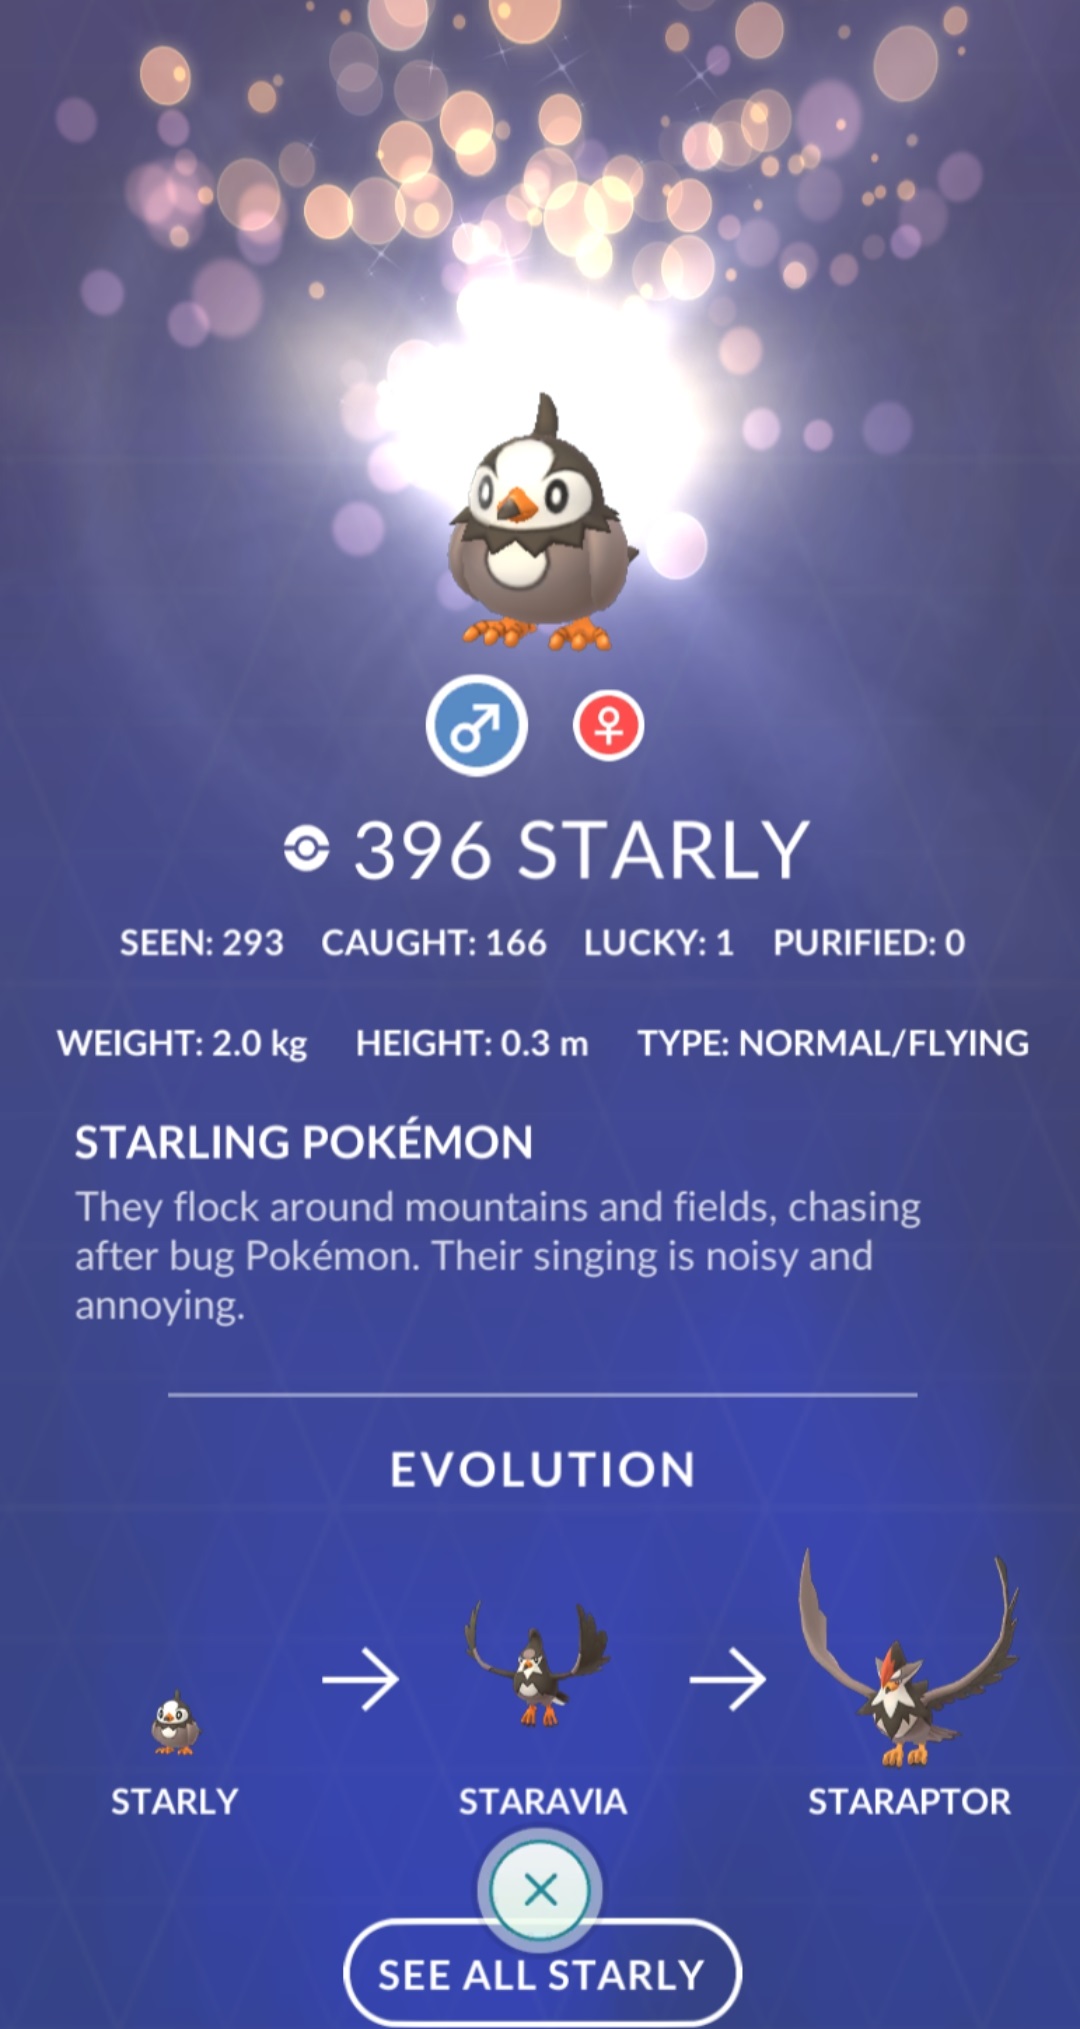 396 STARLY
SEEN: 293 CAUGHT: 166 LUCKY: 1 PURIFIED: 0
WEIGHT: 2.0 kg HEIGHT: 0.3 m TYPE: NORMAL/FLYING
STARLING POKÉMON
They flock around mountains and fields, chasing
after bug Pokémon. Their singing is noisy and
annoying.
EVOLUTION
STARLY STARAVIA STARAPTOR
SEE ALL STARLY